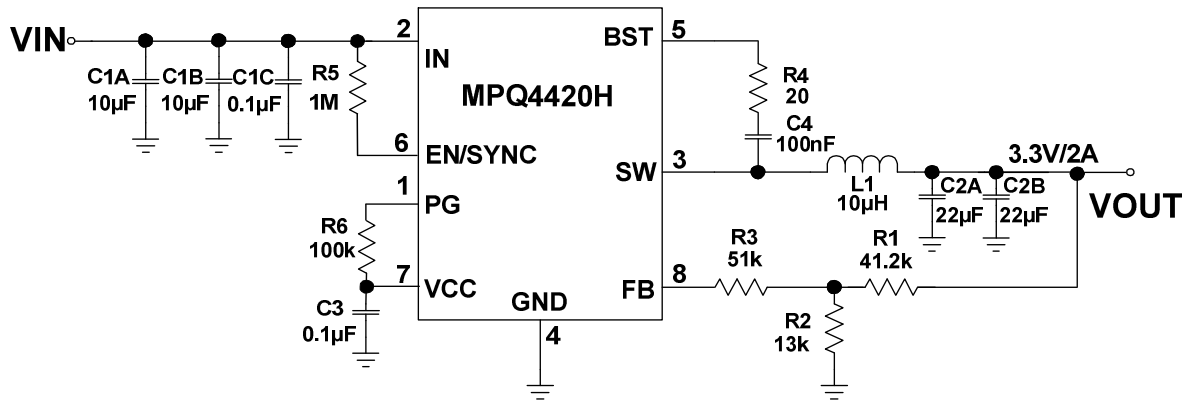 VIN
C1A
10µF
C1B
10µF
C1C
0.1µF
R5
1M
2
IN
6
EN/SYNC
1
PG
R6
100k
7
VCC
C3
0.1µF
MPQ4420H
GND
4
BST
5
R4
20
C4
100nF
SW
3
L1
10µH
C2A
22µF
C2B
22µF
3.3V/2A
VOUT
FB
8
R3
51k
R1
41.2k
R2
13k